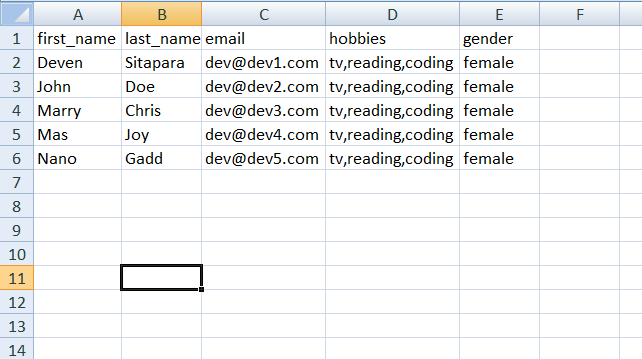 A B C D E F
1 first_name last_name email hobbies gender
2 Deven Sitapara dev@dev1.com tv,reading,coding female
3 John Doe dev@dev2.com tv,reading,coding female
4 Marry Chris dev@dev3.com tv,reading,coding female
5 Mas Joy dev@dev4.com tv,reading,coding female
6 Nano Gadd dev@dev5.com tv,reading,coding female
7
8
9
10
11
12
13
14